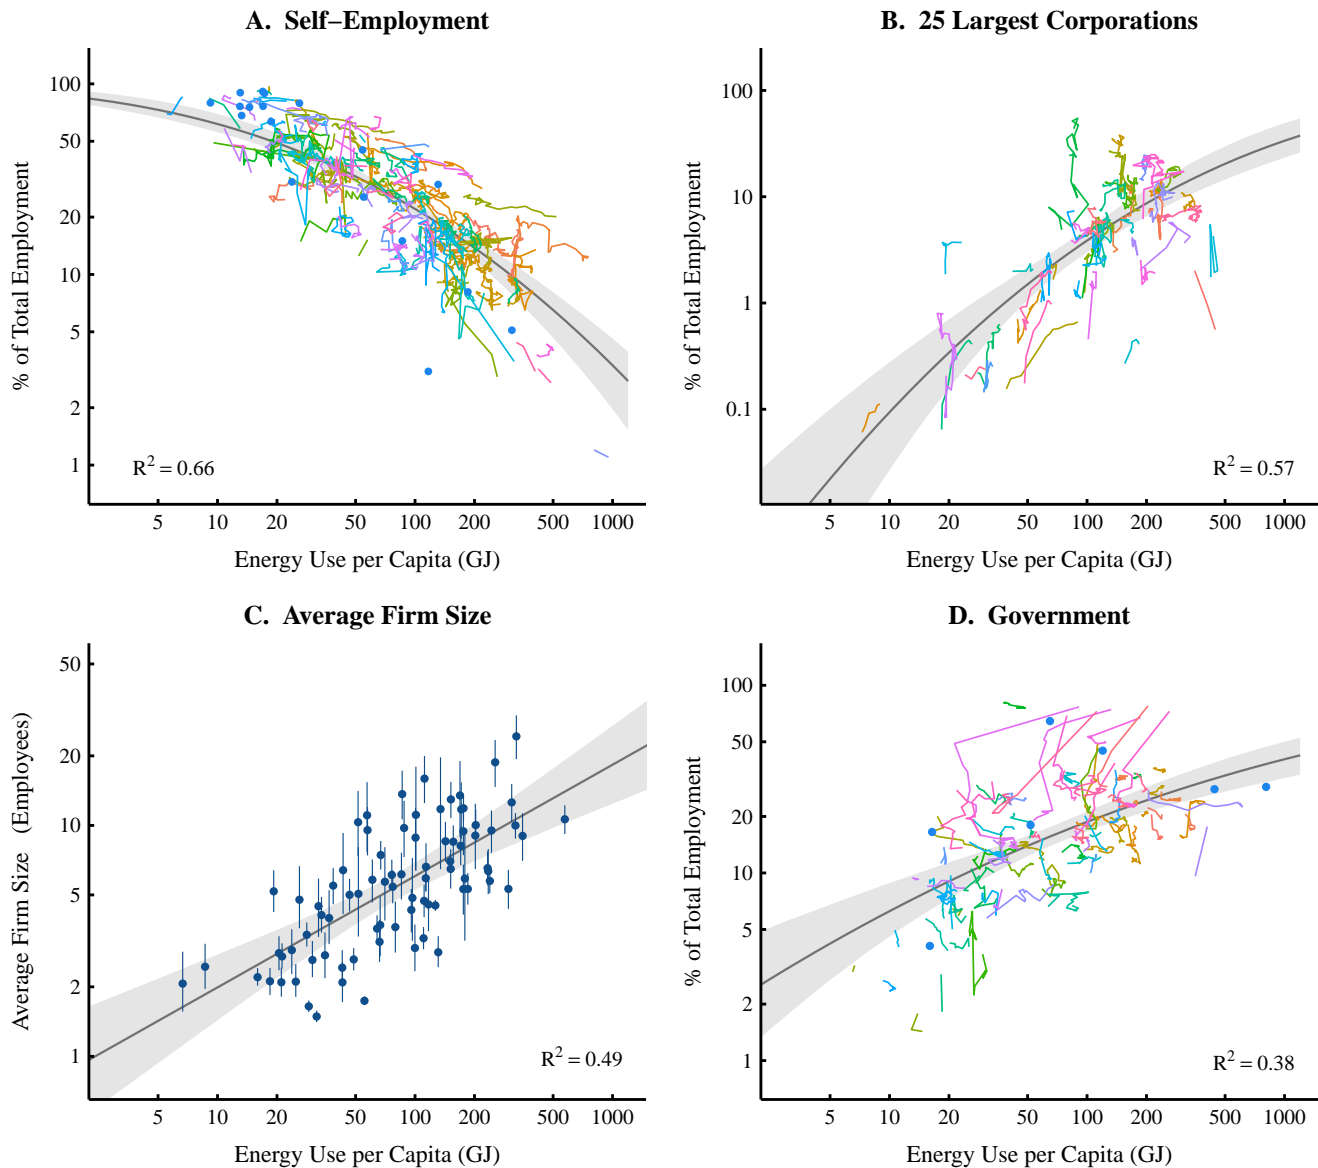 A. Self−Employment
% of Total Employment
100
50
20
10
5
2
1
R² = 0.66
5 10 20 50 100 200 500 1000
Energy Use per Capita (GJ)
B. 25 Largest Corporations
% of Total Employment
100
10
1
0.1
R² = 0.57
5 10 20 50 100 200 500 1000
Energy Use per Capita (GJ)
C. Average Firm Size
Average Firm Size (Employees)
50
20
10
5
2
1
R² = 0.49
5 10 20 50 100 200 500 1000
Energy Use per Capita (GJ)
D. Government
% of Total Employment
100
50
20
10
5
2
1
R² = 0.38
5 10 20 50 100 200 500 1000
Energy Use per Capita (GJ)